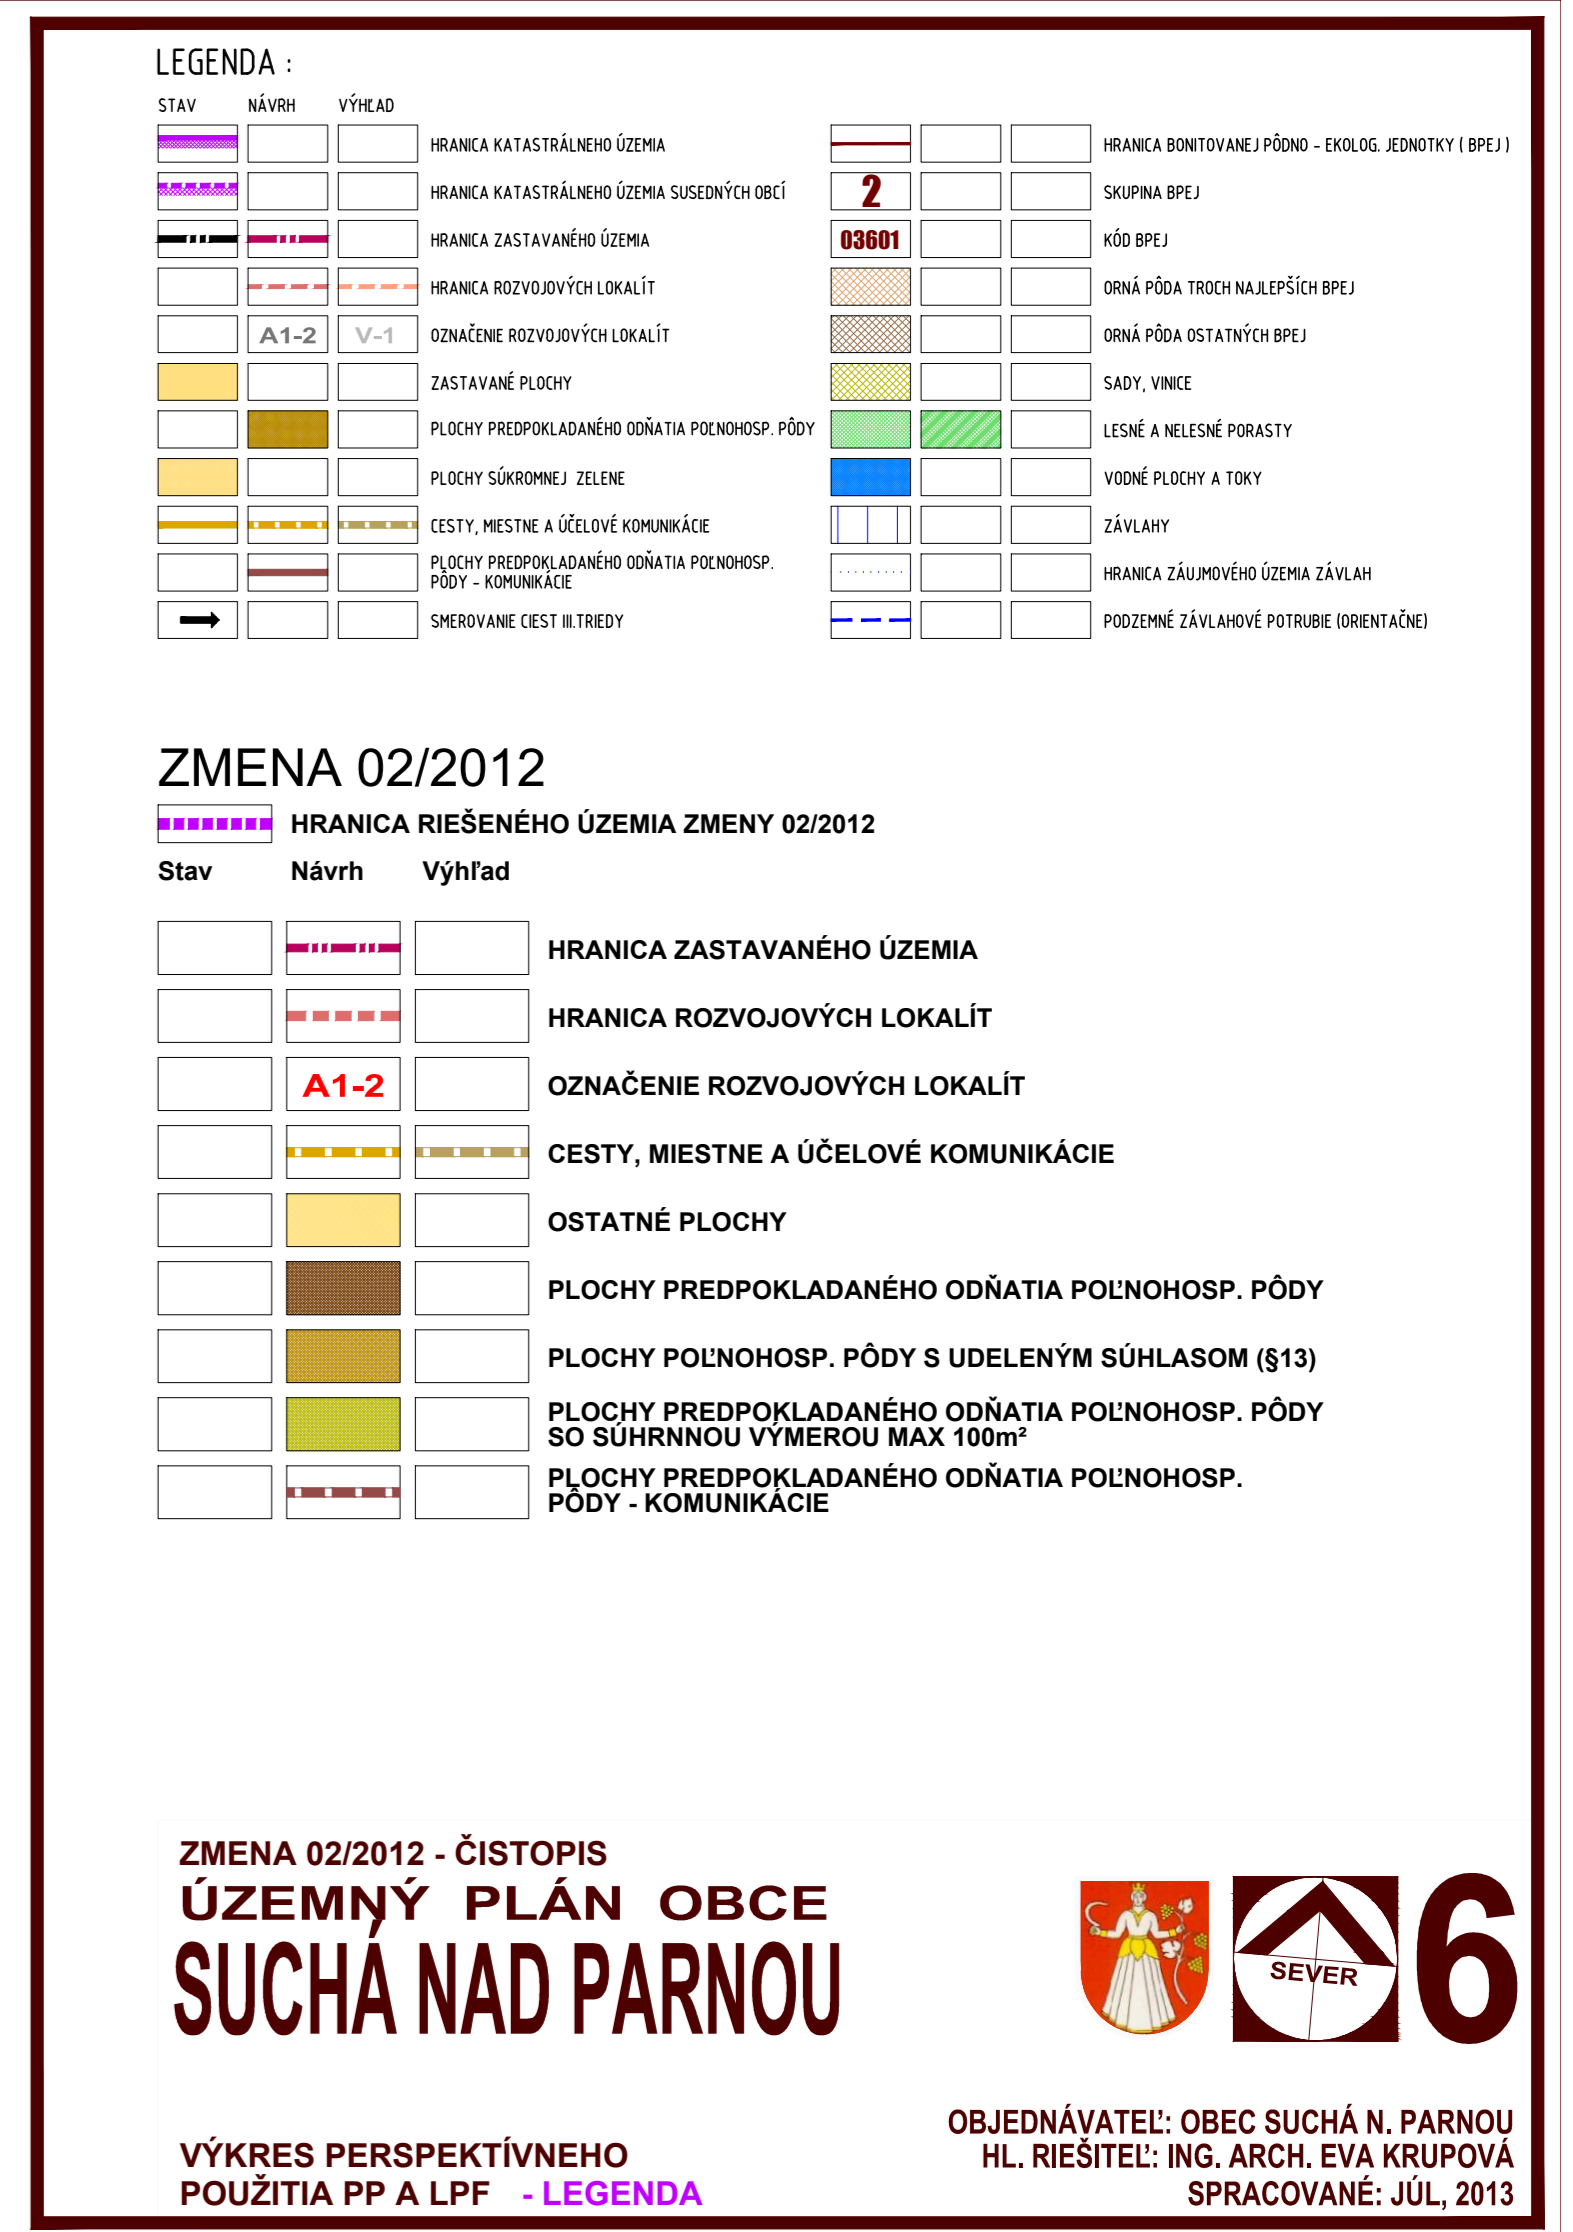 LEGENDA :
STAV NÁVRH VÝHĽAD
HRANICA KATASTRÁLNEHO ÚZEMIA
HRANICA KATASTRÁLNEHO ÚZEMIA SUSEDNÝCH OBCÍ
HRANICA ZASTAVANÉHO ÚZEMIA
HRANICA ROZVOJOVÝCH LOKALÍT
A1-2 V-1 OZNAČENIE ROZVOJOVÝCH LOKALÍT
ZASTAVANÉ PLOCHY
PLOCHY PREDPOKLADANÉHO ODŇATIA POĽNOHOSP. PÔDY
PLOCHY SÚKROMNEJ ZELENE
CESTY, MIESTNE A ÚČELOVÉ KOMUNIKÁCIE
PLOCHY PREDPOKLADANÉHO ODŇATIA POĽNOHOSP.
PÔDY - KOMUNIKÁCIE
SMEROVANIE CIEST III.TRIEDY
HRANICA BONITOVANEJ PÔDNO - EKOLOG. JEDNOTKY ( BPEJ )
2 SKUPINA BPEJ
03601 KÓD BPEJ
ORNÁ PÔDA TROCH NAJLEPŠÍCH BPEJ
ORNÁ PÔDA OSTATNÝCH BPEJ
SADY, VINICE
LESNÉ A NELESNÉ PORASTY
VODNÉ PLOCHY A TOKY
ZÁVLAHY
HRANICA ZÁUJMOVÉHO ÚZEMIA ZÁVLAH
PODZEMNÉ ZÁVLAHOVÉ POTRUBIE (ORIENTAČNE)
ZMENA 02/2012
HRANICA RIEŠENÉHO ÚZEMIA ZMENY 02/2012
Stav Návrh Výhľad
HRANICA ZASTAVANÉHO ÚZEMIA
HRANICA ROZVOJOVÝCH LOKALÍT
A1-2 OZNAČENIE ROZVOJOVÝCH LOKALÍT
CESTY, MIESTNE A ÚČELOVÉ KOMUNIKÁCIE
OSTATNÉ PLOCHY
PLOCHY PREDPOKLADANÉHO ODŇATIA POĽNOHOSP. PÔDY
PLOCHY POĽNOHOSP. PÔDY S UDELENÝM SÚHLASOM (§13)
PLOCHY PREDPOKLADANÉHO ODŇATIA POĽNOHOSP. PÔDY
SO SÚHRNNOU VÝMEROU MAX 100m²
PLOCHY PREDPOKLADANÉHO ODŇATIA POĽNOHOSP.
PÔDY - KOMUNIKÁCIE
ZMENA 02/2012 - ČISTOPIS
ÚZEMNÝ PLÁN OBCE
SUCHÁ NAD PARNOU
SEVER
6
VÝKRES PERSPEKTÍVNEHO
POUŽITIA PP A LPF - LEGENDA
OBJEDNÁVATEĽ: OBEC SUCHÁ N. PARNOU
HL. RIEŠITEĽ: ING. ARCH. EVA KRUPOVÁ
SPRACOVANÉ: JÚL, 2013